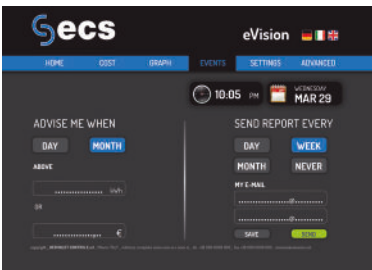 ecs
eVision
HOME COST GRAPH EVENTS SETTINGS ADVANCED
10:05 PM
WEDNESDAY
MAR 29
ADVISE ME WHEN
DAY MONTH
ABOVE
kWh
OR
€
SEND REPORT EVERY
DAY WEEK
MONTH NEVER
MY E-MAIL
@
@
SAVE SEND